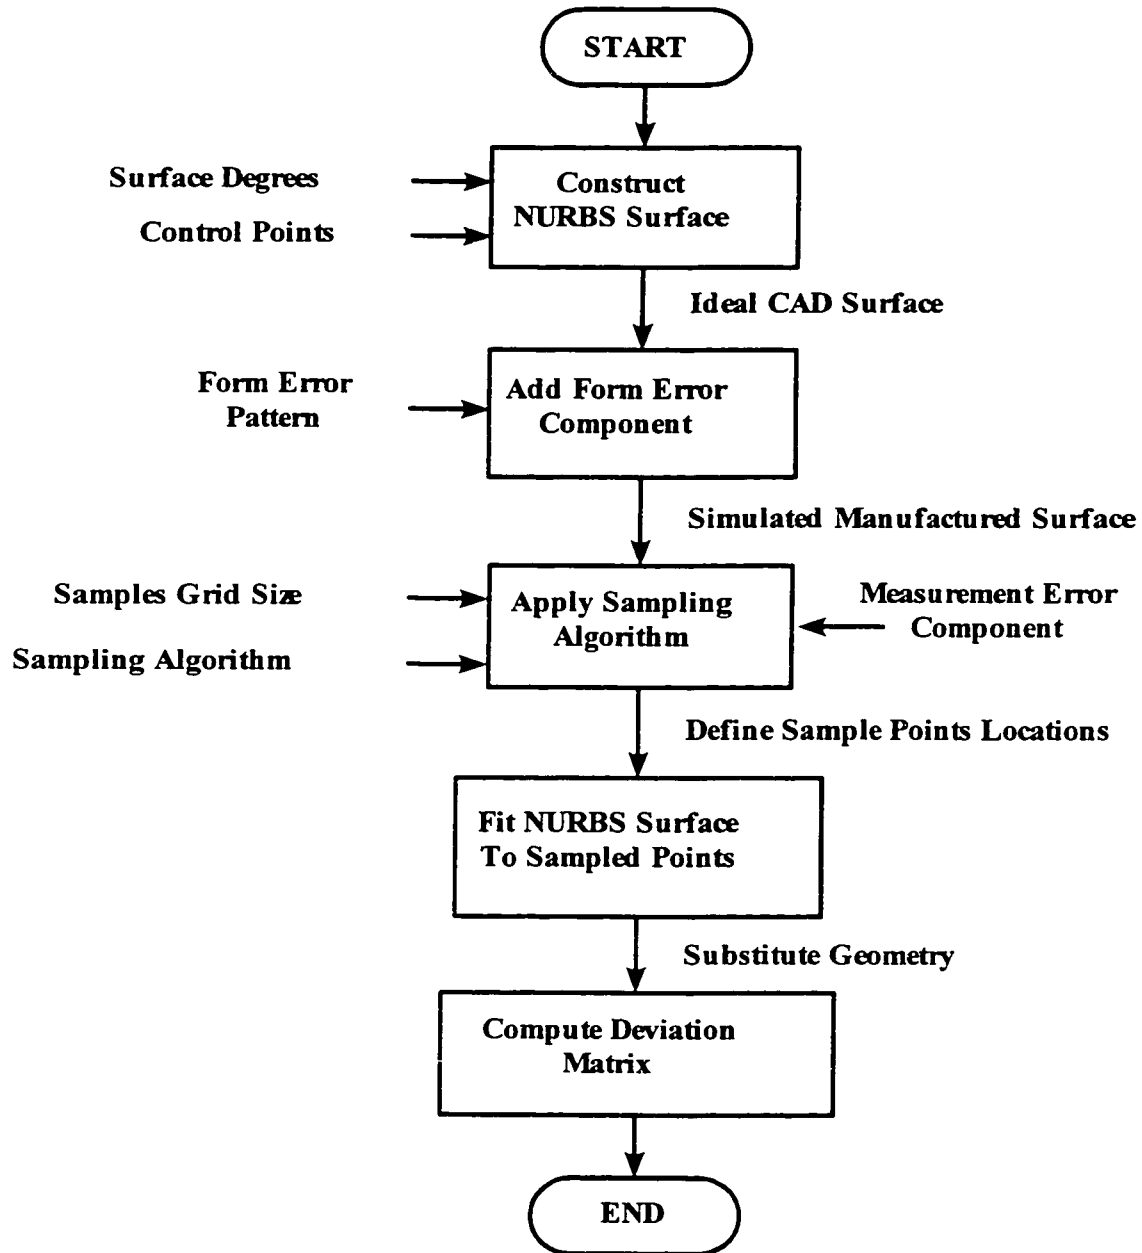 START
Surface Degrees
Control Points
Construct
NURBS Surface
Ideal CAD Surface
Form Error
Pattern
Add Form Error
Component
Simulated Manufactured Surface
Samples Grid Size
Sampling Algorithm
Apply Sampling
Algorithm
Measurement Error
Component
Define Sample Points Locations
Fit NURBS Surface
To Sampled Points
Substitute Geometry
Compute Deviation
Matrix
END